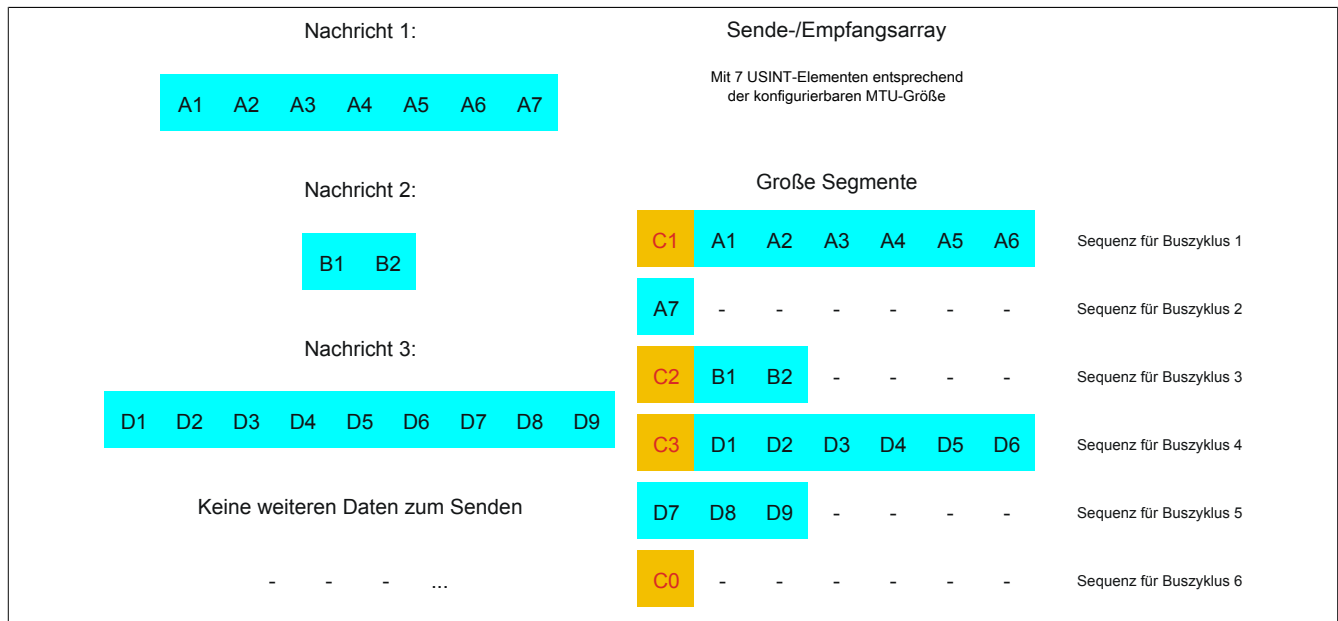 Nachricht 1:
A1 A2 A3 A4 A5 A6 A7
Nachricht 2:
B1 B2
Nachricht 3:
D1 D2 D3 D4 D5 D6 D7 D8 D9
Keine weiteren Daten zum Senden
- - - ...
Sende-/Empfangsarray
Mit 7 USINT-Elementen entsprechend
der konfigurierbaren MTU-Größe
Große Segmente
C1 A1 A2 A3 A4 A5 A6 Sequenz für Buszyklus 1
A7 - - - - - - Sequenz für Buszyklus 2
C2 B1 B2 - - - - Sequenz für Buszyklus 3
C3 D1 D2 D3 D4 D5 D6 Sequenz für Buszyklus 4
D7 D8 D9 - - - - Sequenz für Buszyklus 5
C0 - - - - - - Sequenz für Buszyklus 6